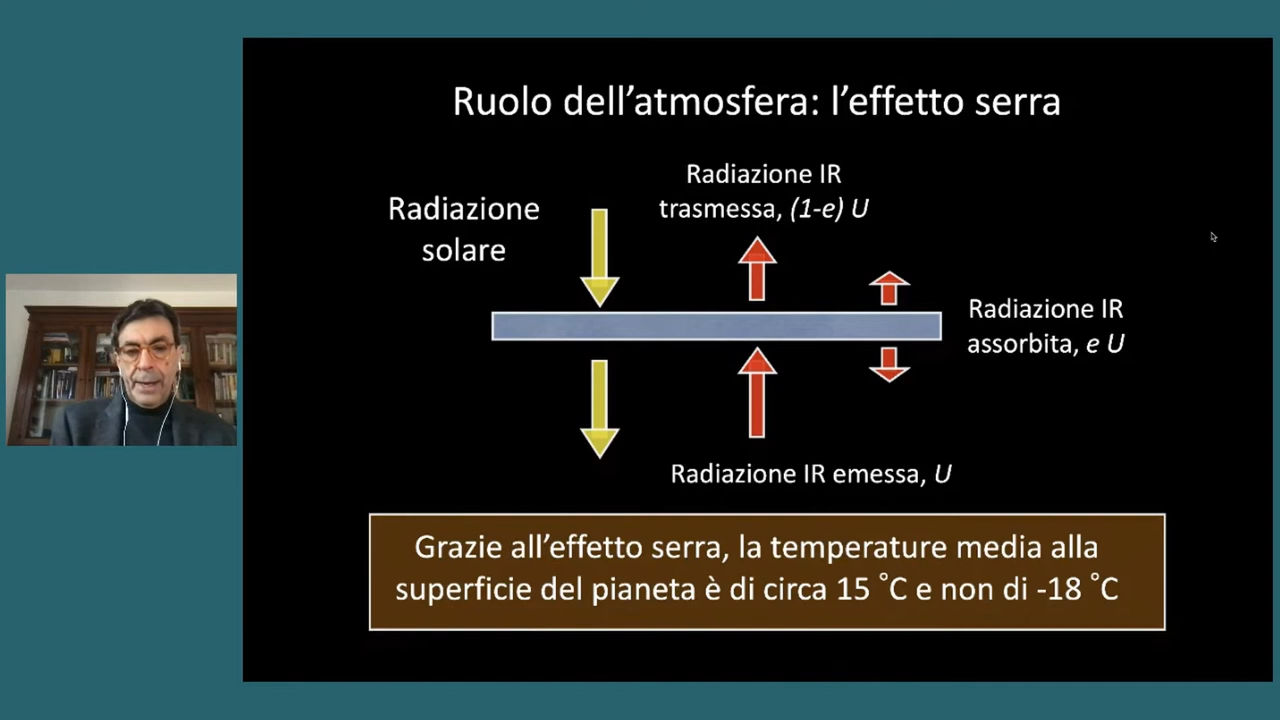 Ruolo dell’atmosfera: l’effetto serra
Radiazione
solare
Radiazione IR
trasmessa, (1-e) U
Radiazione IR
assorbita, e U
Radiazione IR emessa, U
Grazie all’effetto serra, la temperature media alla
superficie del pianeta è di circa 15 ˚C e non di -18 ˚C